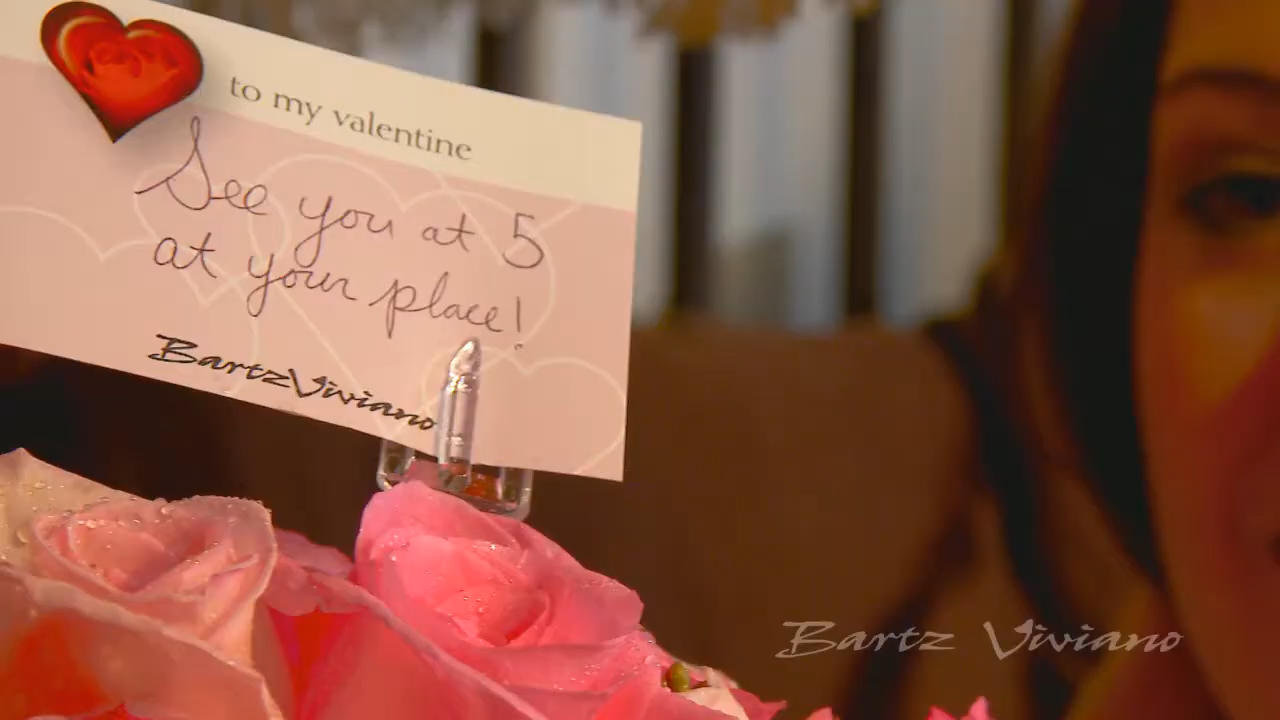 to my valentine
See you at 5
at your place!
BartzViviano
Bartz Viviano